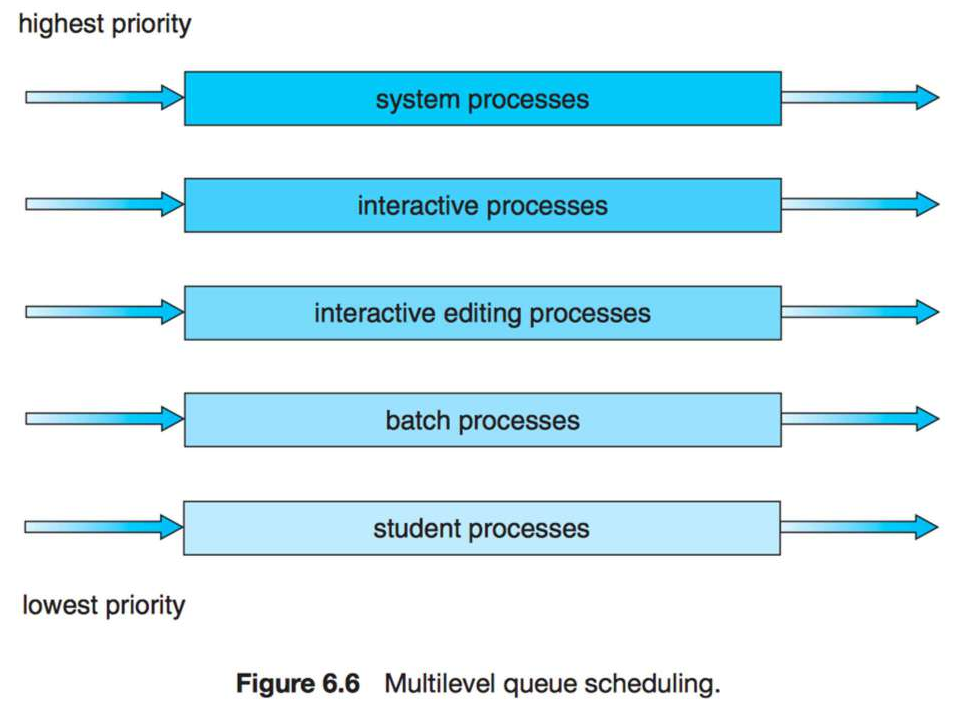 highest priority
system processes
interactive processes
interactive editing processes
batch processes
student processes
lowest priority
Figure 6.6 Multilevel queue scheduling.